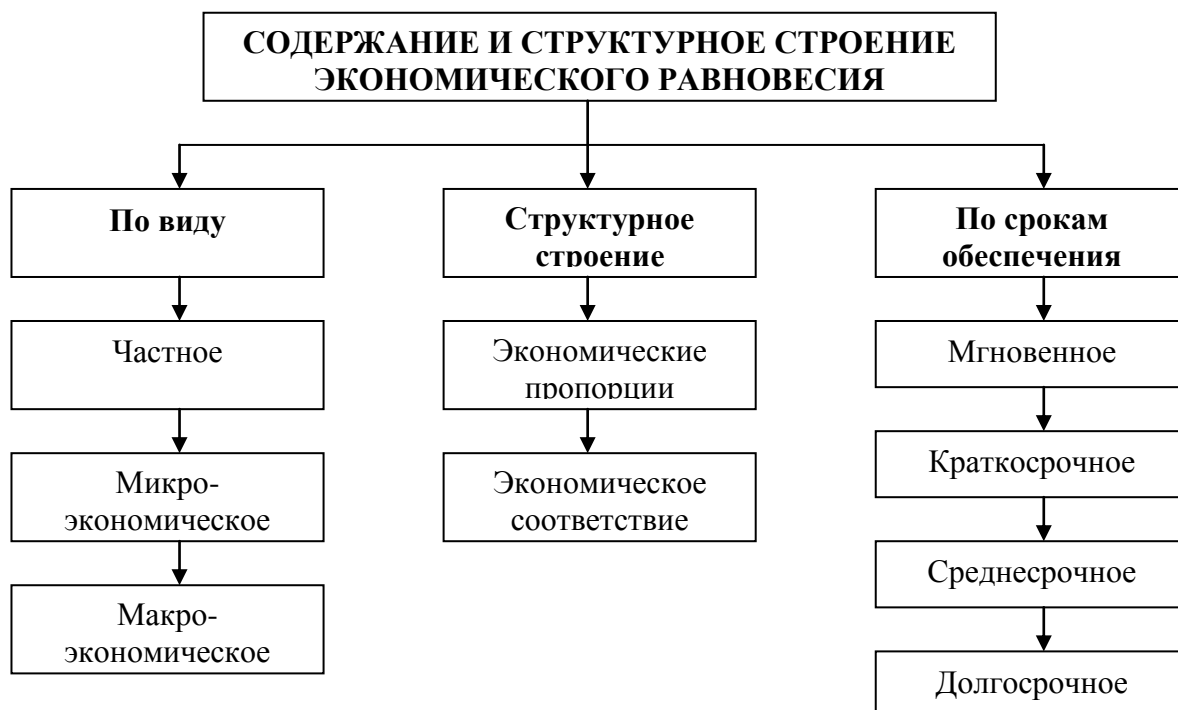 СОДЕРЖАНИЕ И СТРУКТУРНОЕ СТРОЕНИЕ
ЭКОНОМИЧЕСКОГО РАВНОВЕСИЯ
По виду
Частное
Микро-
экономическое
Макро-
экономическое
Структурное
строение
Экономические
пропорции
Экономическое
соответствие
По срокам
обеспечения
Мгновенное
Краткосрочное
Среднесрочное
Долгосрочное